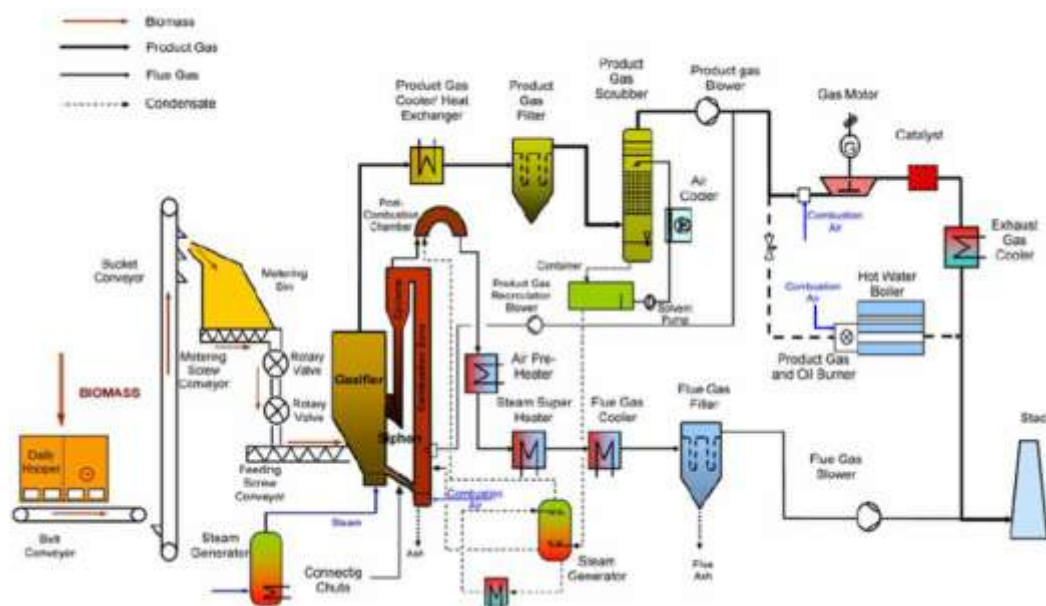 Biomass
Product Gas
Flue Gas
Condensate
Product Gas
Cooler/ Heat
Exchanger
Product
Gas
Filter
Product
Gas
Scrubber
Product gas
Blower
Gas Motor
G
Catalyst
Air
Cooler
Combustion
Air
Exhaust
Gas
Cooler
Post-
Combustion
Chamber
Bucket
Conveyor
Metering
Bin
Container
Product Gas
Recirculation
Blower
Solvent
Pump
Combustion
Air
Hot Water
Boiler
Product Gas
and Oil Burner
Metering
Screw
Conveyor
Rotary
Valve
Rotary
Valve
Gasifier
Cyclone
Combustion Zone
Siphon
Air Pre-
Heater
Steam Super
Heater
Flue Gas
Cooler
Flue Gas
Filter
Flue Gas
Blower
Stack
BIOMASS
Daily
Hopper
Belt
Conveyor
Feeding
Screw
Conveyor
Steam
Generator
Steam
Connectig
Chute
Ash
Combustion
Air
Steam
Generator
Flue
Ash